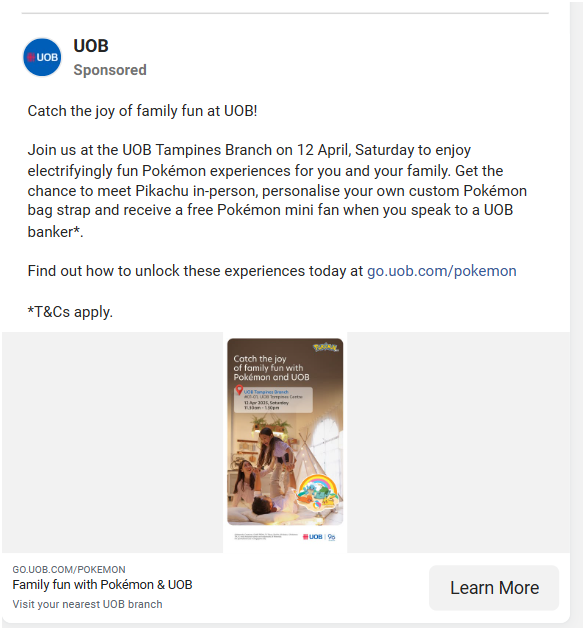 UOB
UOB
Sponsored
Catch the joy of family fun at UOB!
Join us at the UOB Tampines Branch on 12 April, Saturday to enjoy
electrifyingly fun Pokémon experiences for you and your family. Get the
chance to meet Pikachu in-person, personalise your own custom Pokémon
bag strap and receive a free Pokémon mini fan when you speak to a UOB
banker*.
Find out how to unlock these experiences today at go.uob.com/pokemon
*T&Cs apply.
Pokémon
Catch the joy
of family fun with
Pokémon and UOB
UOB Tampines Branch
#01-01, UOB Tampines Centre
12 Apr 2025, Saturday
11.30am - 1.30pm
UOB
GO.UOB.COM/POKEMON
Family fun with Pokémon & UOB
Visit your nearest UOB branch
Learn More